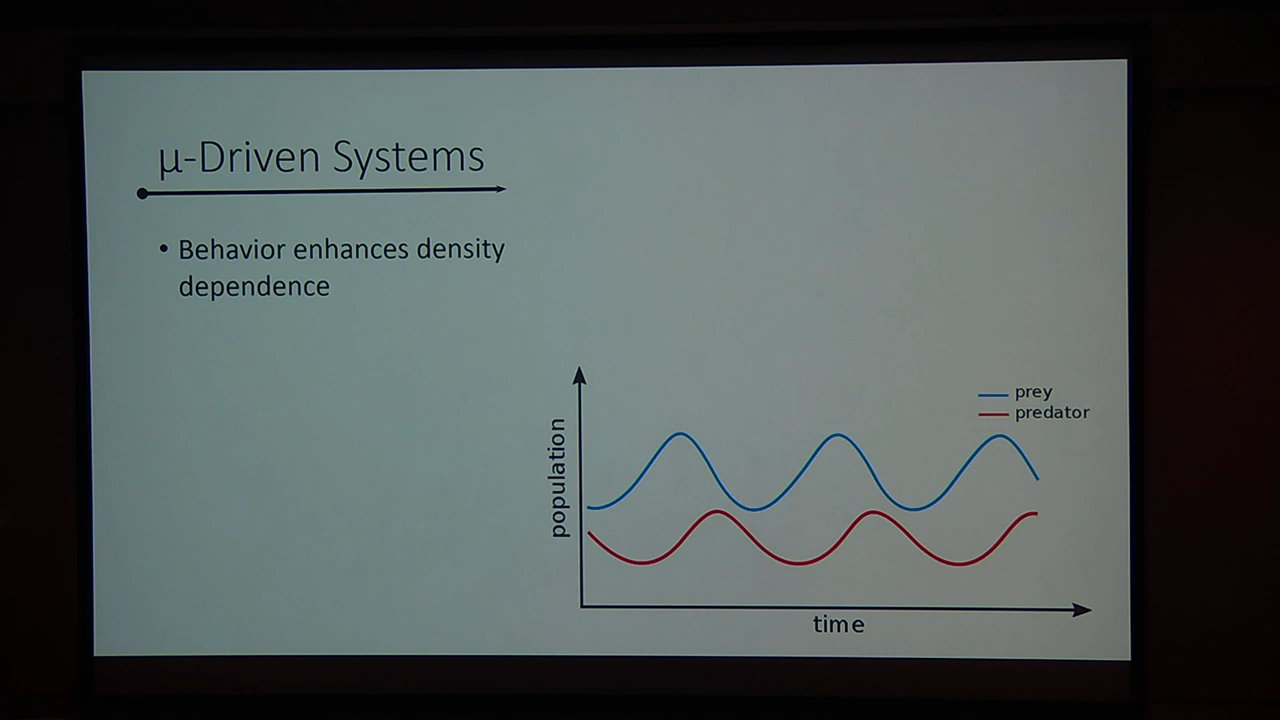 μ-Driven Systems
• Behavior enhances density
dependence
prey
predator
population
time